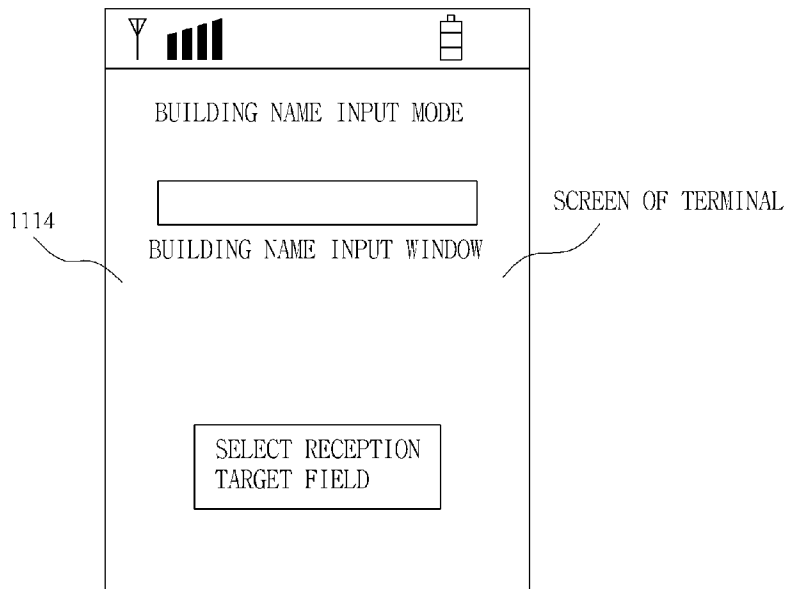 BUILDING NAME INPUT MODE
SCREEN OF TERMINAL
1114
BUILDING NAME INPUT WINDOW
SELECT RECEPTION
TARGET FIELD